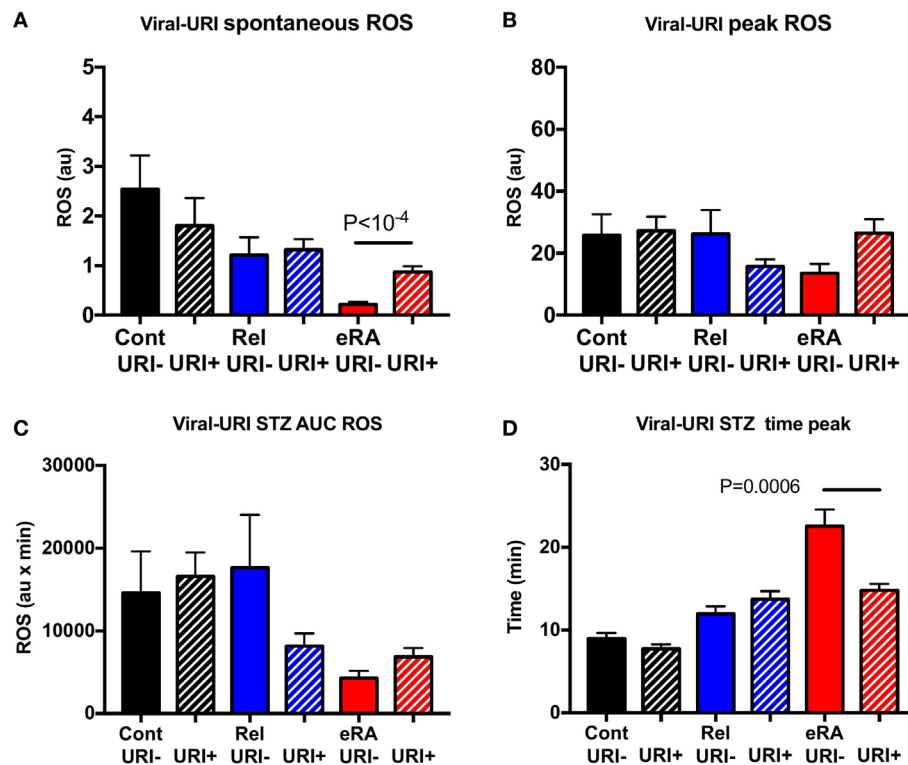 A
Viral-URI spontaneous ROS
ROS (au)
5
4
3
2
1
0
P<10-4
Cont Rel eRA
URI- URI+ URI- URI+ URI- URI+
B
Viral-URI peak ROS
ROS (au)
80
60
40
20
0
Cont Rel eRA
URI- URI+ URI- URI+ URI- URI+
C
Viral-URI STZ AUC ROS
ROS (au x min)
30000
20000
10000
0
Cont Rel eRA
URI- URI+ URI- URI+ URI- URI+
D
Viral-URI STZ time peak
Time (min)
30
20
10
0
P=0.0006
Cont Rel eRA
URI- URI+ URI- URI+ URI- URI+